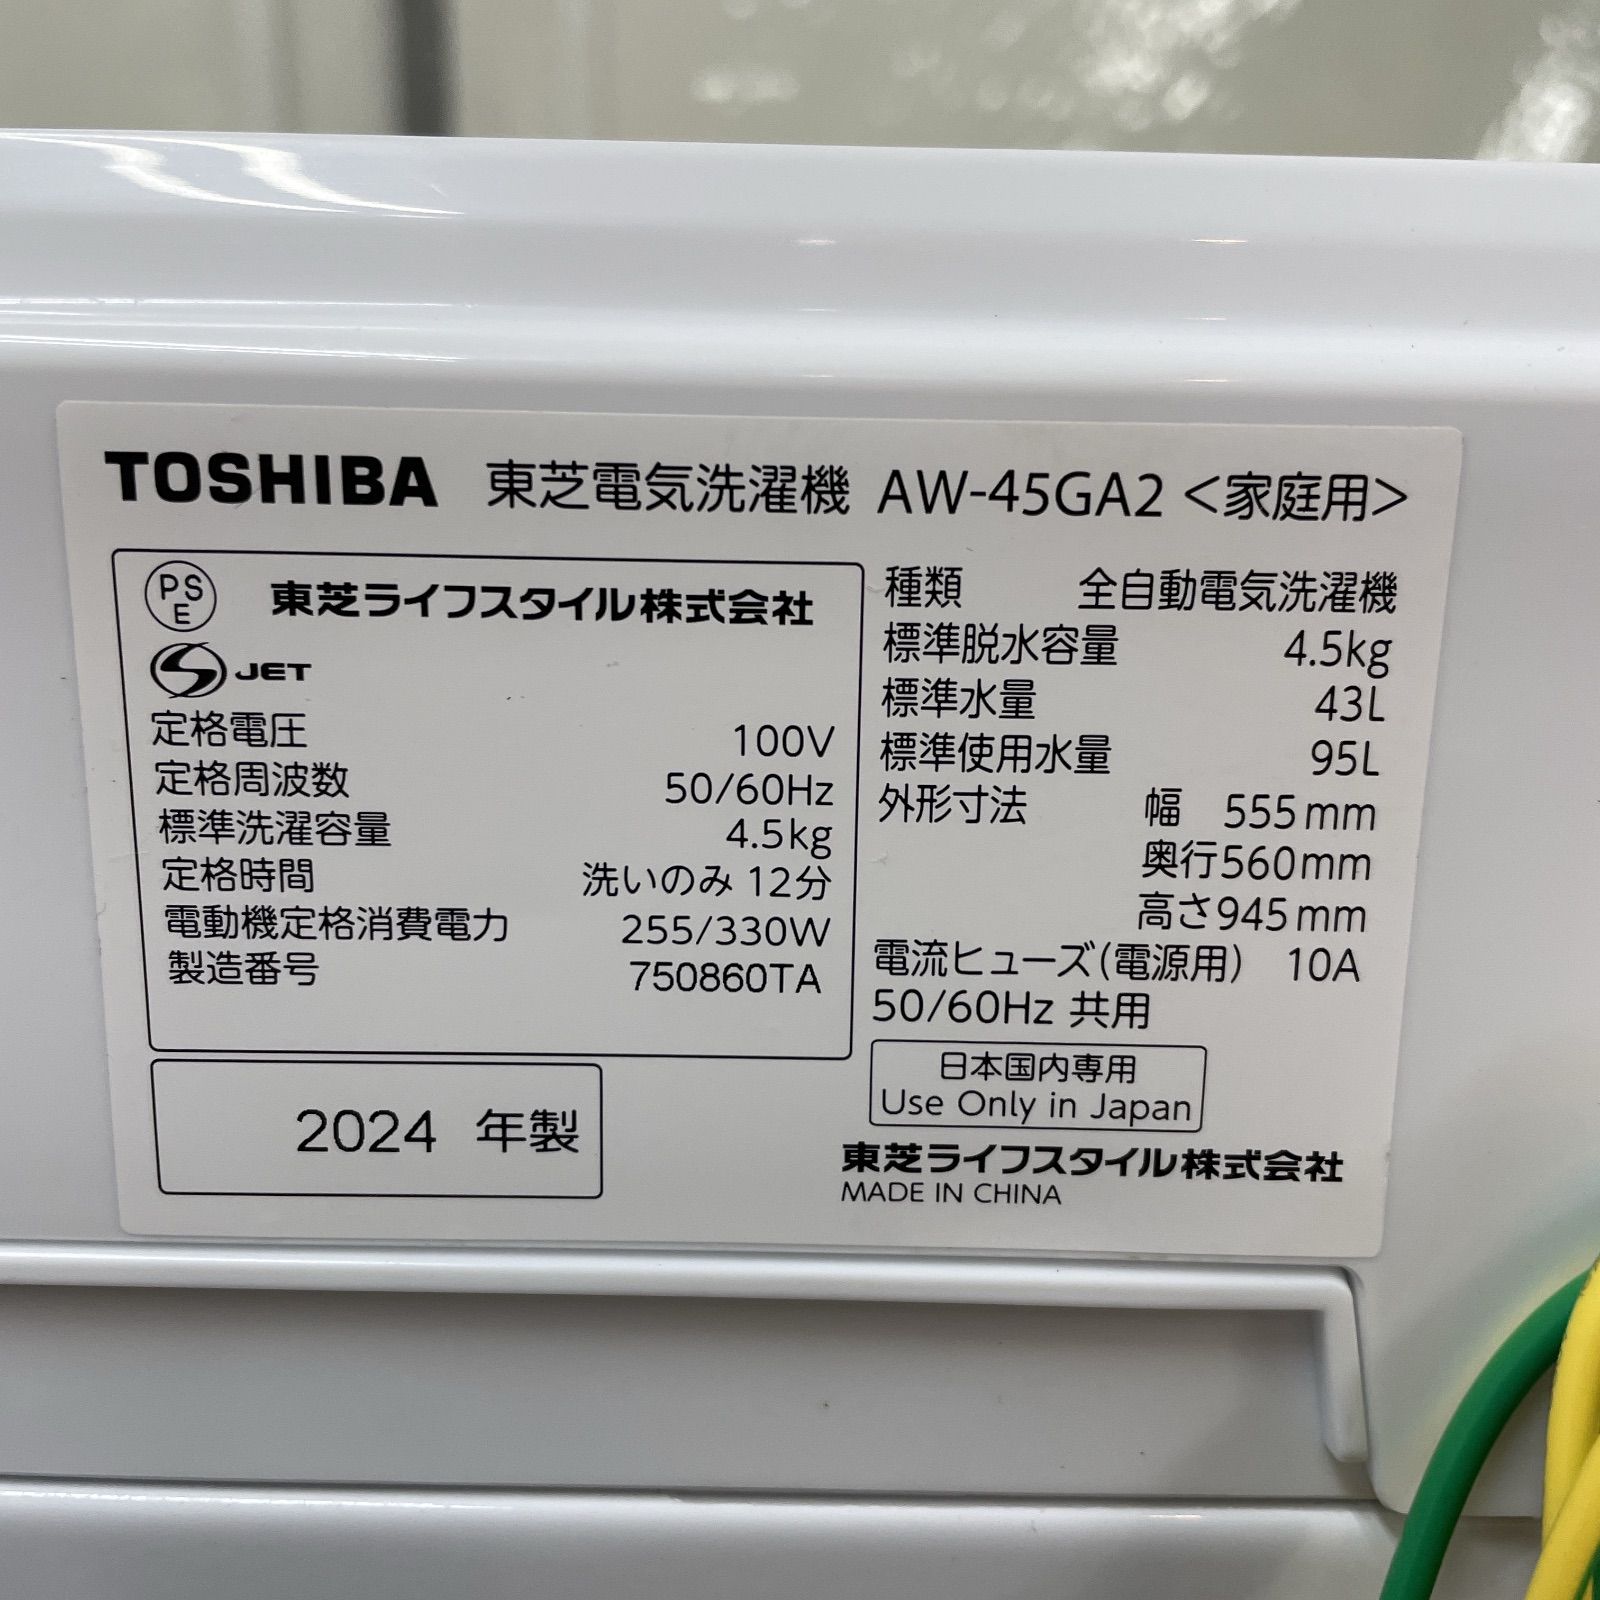 TOSHIBA 東芝電気洗濯機 AW-45GA2 <家庭用>
PSE 東芝ライフスタイル株式会社
S JET
定格電圧 100V
定格周波数 50/60Hz
標準洗濯容量 4.5kg
定格時間 洗いのみ 12分
電動機定格消費電力 255/330W
製造番号 750860TA
2024 年製
種類 全自動電気洗濯機
標準脱水容量 4.5kg
標準水量 43L
標準使用水量 95L
外形寸法 幅 555mm
奥行560mm
高さ945mm
電流ヒューズ(電源用) 10A
50/60Hz 共用
日本国内専用
Use Only in Japan
東芝ライフスタイル株式会社
MADE IN CHINA